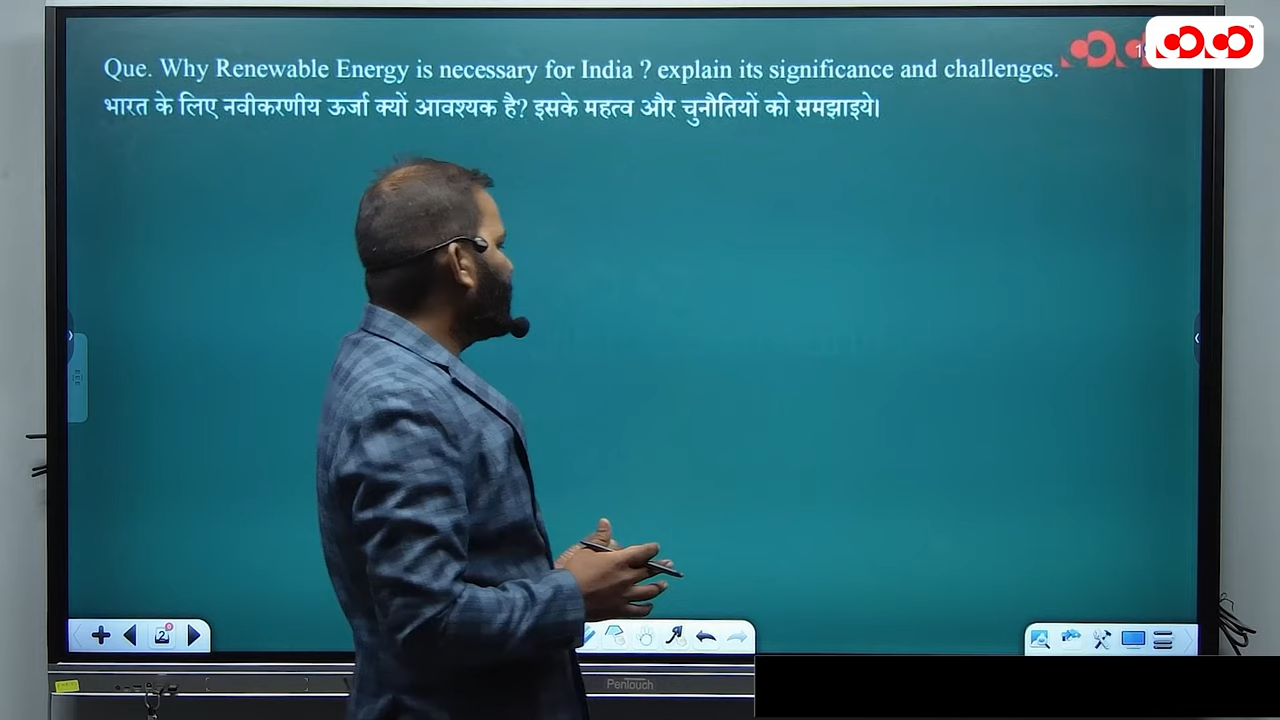 Que. Why Renewable Energy is necessary for India ? explain its significance and challenges.
भारत के लिए नवीकरणीय ऊर्जा क्यों आवश्यक है? इसके महत्व और चुनौतियों को समझाइये।
2
PenTouch